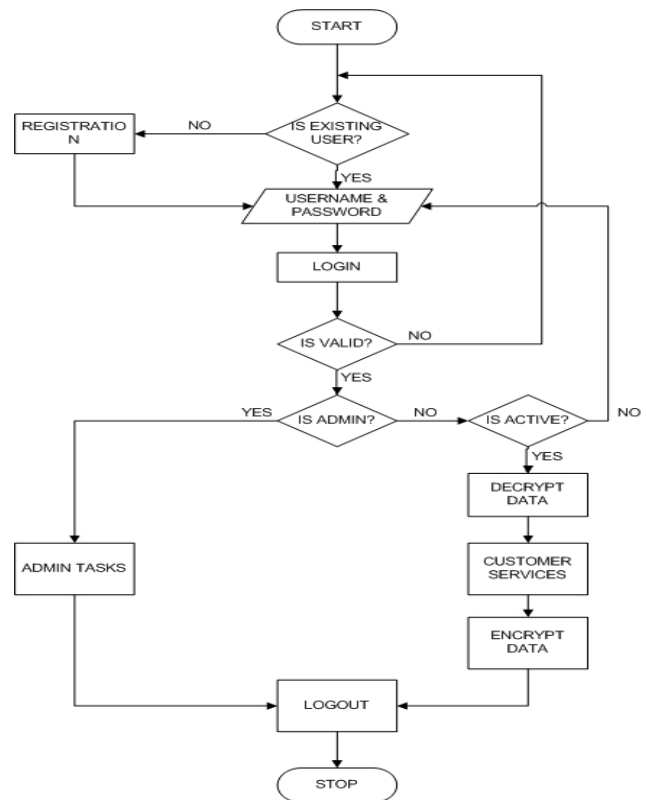 START
IS EXISTING
USER?
NO
REGISTRATIO
N
YES
USERNAME &
PASSWORD
LOGIN
IS VALID?
NO
YES
IS ADMIN?
YES
NO
IS ACTIVE?
NO
YES
DECRYPT
DATA
ADMIN TASKS
CUSTOMER
SERVICES
ENCRYPT
DATA
LOGOUT
STOP